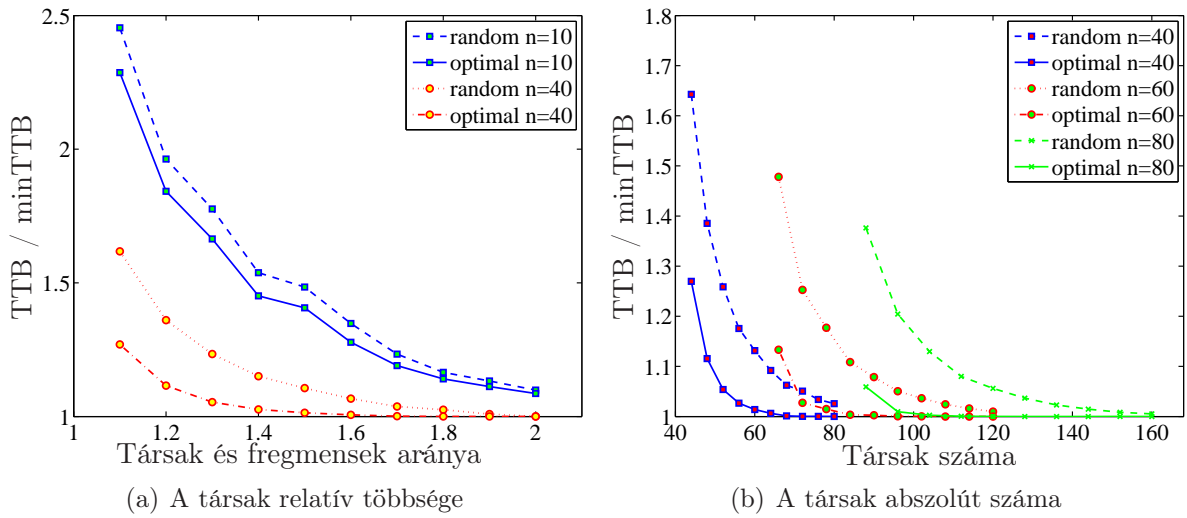 2.5
2
1.5
1
TTB / minTTB
random n=10
optimal n=10
random n=40
optimal n=40
1
1.2
1.4
1.6
1.8
2
Társak és fregmensek aránya
(a) A társak relatív többsége
1.8
1.7
1.6
1.5
1.4
1.3
1.2
1.1
1
TTB / minTTB
random n=40
optimal n=40
random n=60
optimal n=60
random n=80
optimal n=80
40
60
80
100
120
140
160
Társak száma
(b) A társak abszolút száma